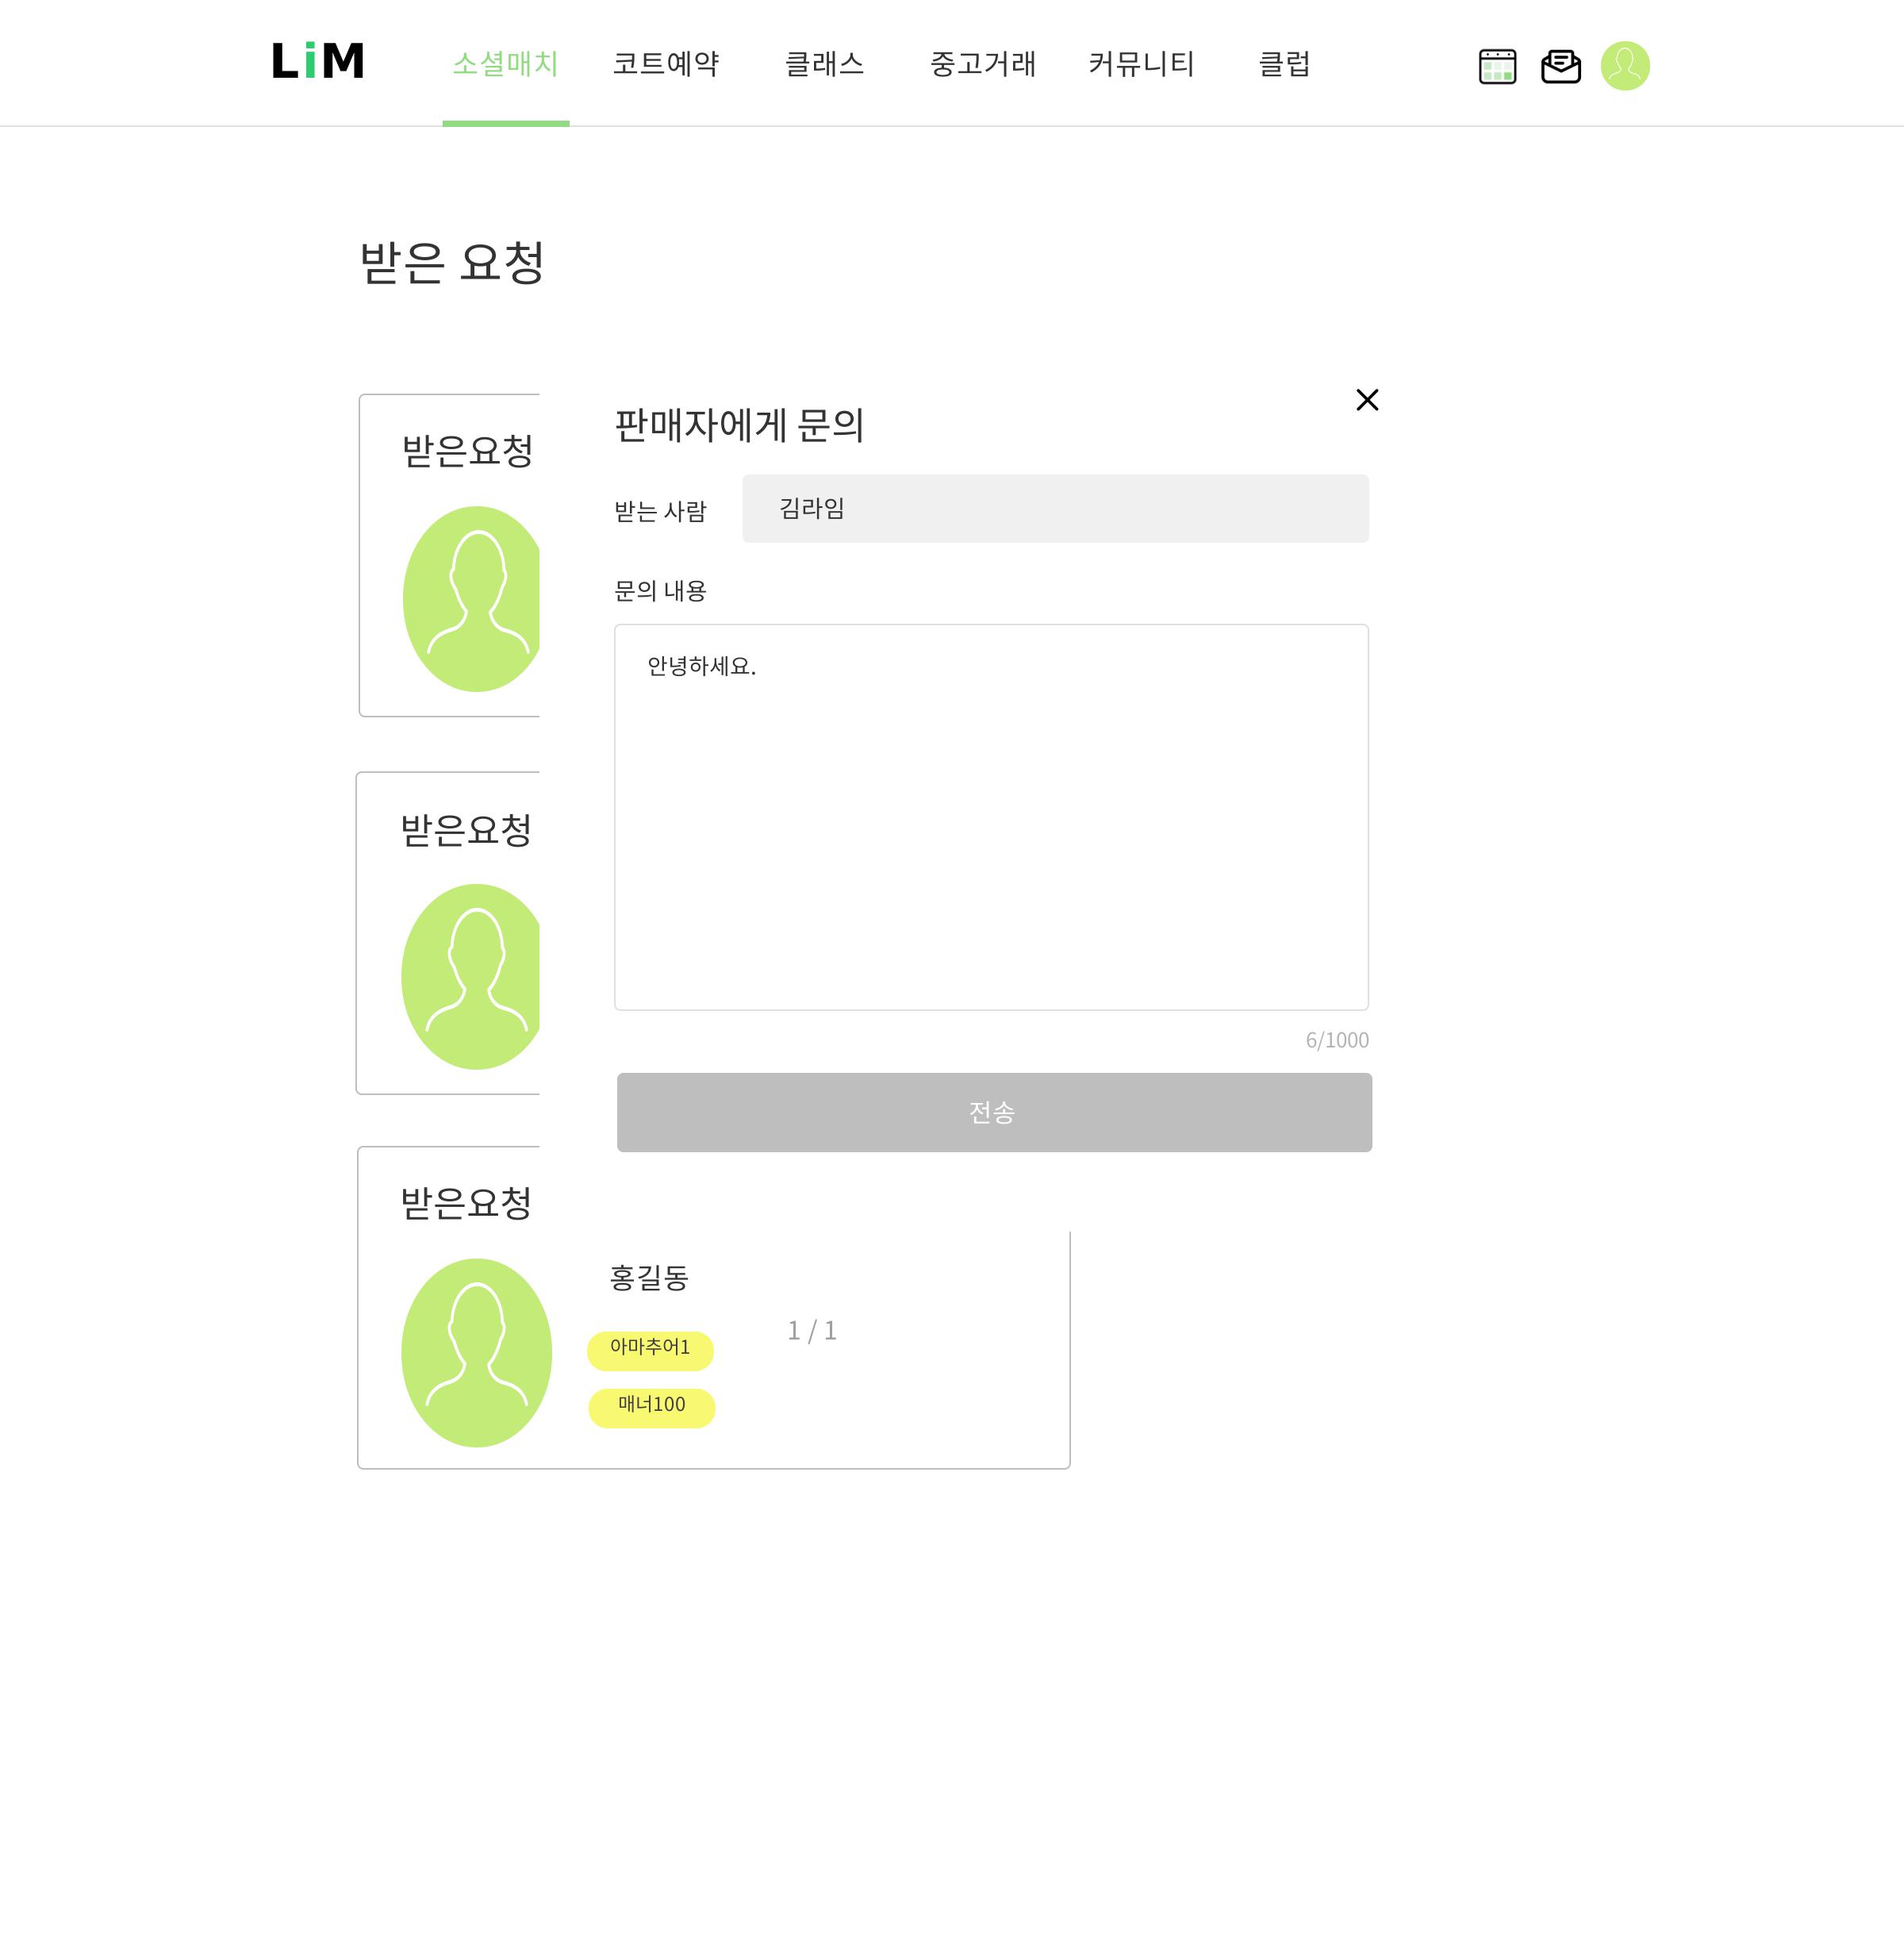 LiM 소셜매치 코트예약 클래스 중고거래 커뮤니티 클럽
받은 요청
판매자에게 문의
받은요청
받는 사람 김라임
문의 내용
안녕하세요.
받은요청
6/1000
전송
받은요청
홍길동
1 / 1
아마추어1
매너100